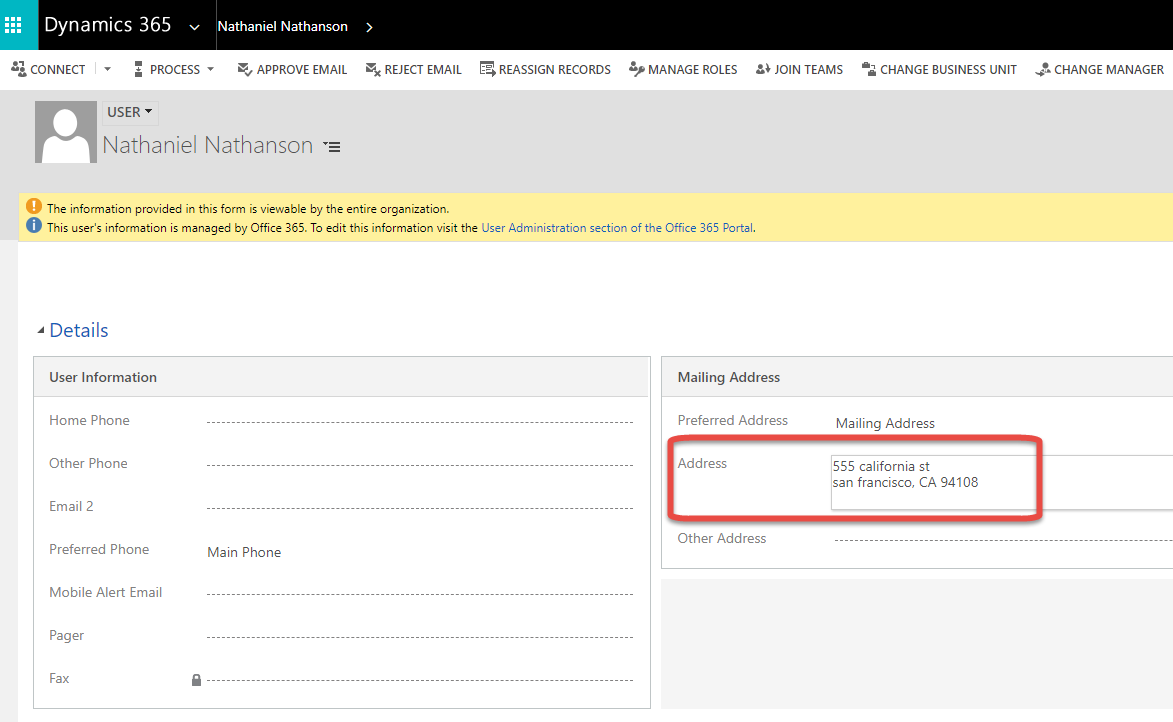 Dynamics 365 Nathaniel Nathanson
CONNECT PROCESS APPROVE EMAIL REJECT EMAIL REASSIGN RECORDS MANAGE ROLES JOIN TEAMS CHANGE BUSINESS UNIT CHANGE MANAGER
USER
Nathaniel Nathanson
The information provided in this form is viewable by the entire organization.
This user's information is managed by Office 365. To edit this information visit the User Administration section of the Office 365 Portal.
Details
User Information
Home Phone
Other Phone
Email 2
Preferred Phone Main Phone
Mobile Alert Email
Pager
Fax
Mailing Address
Preferred Address Mailing Address
Address 555 california st
san francisco, CA 94108
Other Address